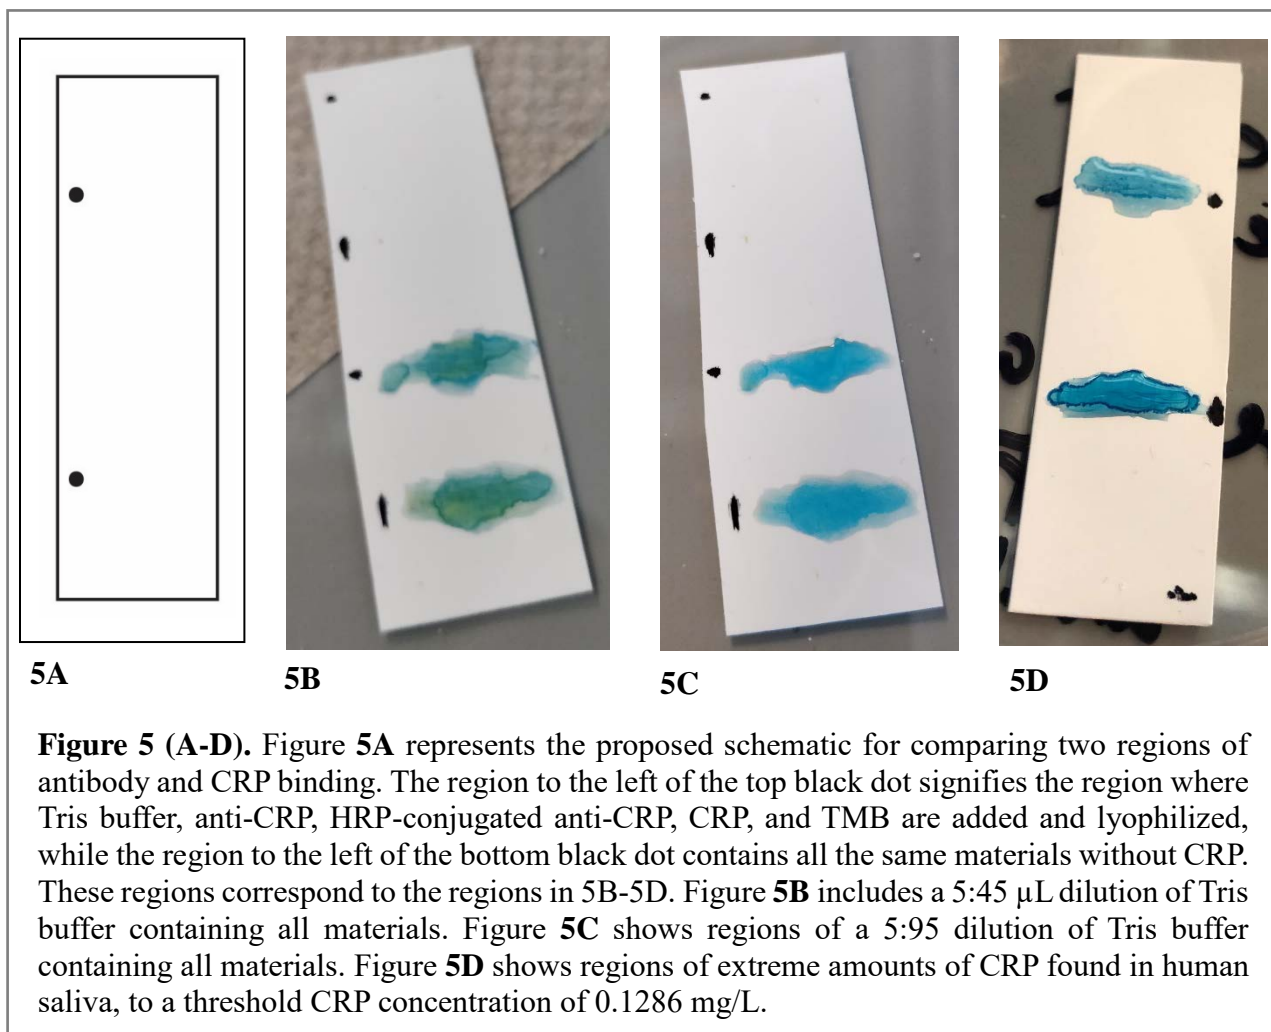 5A
5B
5C
5D
Figure 5 (A-D). Figure 5A represents the proposed schematic for comparing two regions of
antibody and CRP binding. The region to the left of the top black dot signifies the region where
Tris buffer, anti-CRP, HRP-conjugated anti-CRP, CRP, and TMB are added and lyophilized,
while the region to the left of the bottom black dot contains all the same materials without CRP.
These regions correspond to the regions in 5B-5D. Figure 5B includes a 5:45 µL dilution of Tris
buffer containing all materials. Figure 5C shows regions of a 5:95 dilution of Tris buffer
containing all materials. Figure 5D shows regions of extreme amounts of CRP found in human
saliva, to a threshold CRP concentration of 0.1286 mg/L.